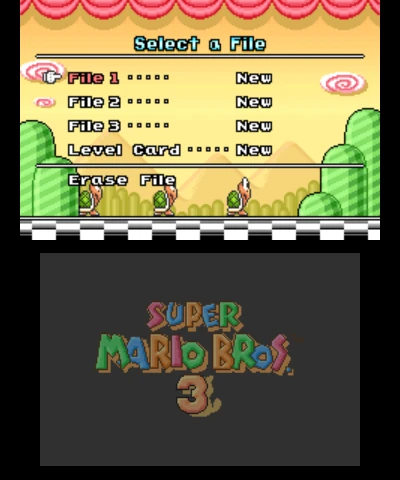 Select a File
File 1 ····· New
File 2 ····· New
File 3 ····· New
Level Card ····· New
Erase File
SUPER
MARIO BROS.
3